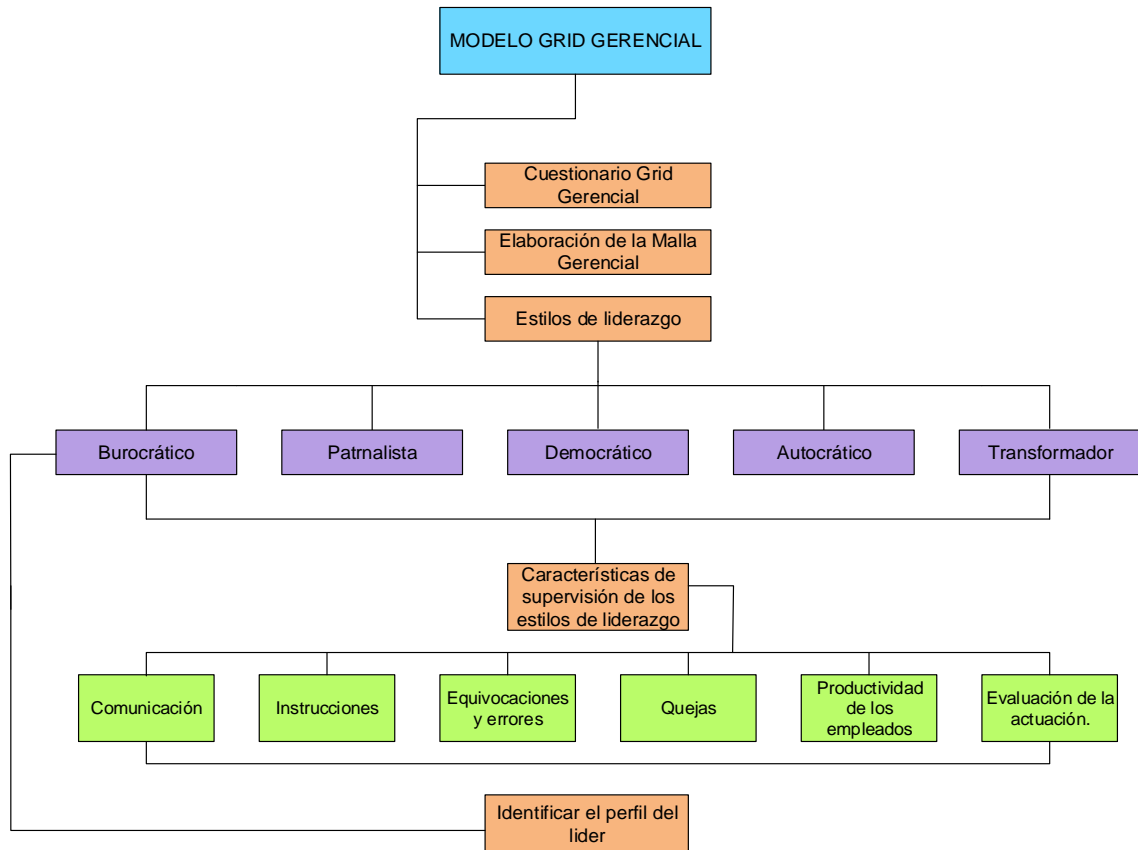 MODELO GRID GERENCIAL
Cuestionario Grid
Gerencial
Elaboración de la Malla
Gerencial
Estilos de liderazgo
Burocrático
Patrnalista
Democrático
Autocrático
Transformador
Característicias de
supervisión de los
estilos de liderazgo
Comunicación
Instrucciones
Equivocaciones
y errores
Quejas
Productividad
de los
empleados
Evaluación de la
actuación.
Identificar el perfil del
lider